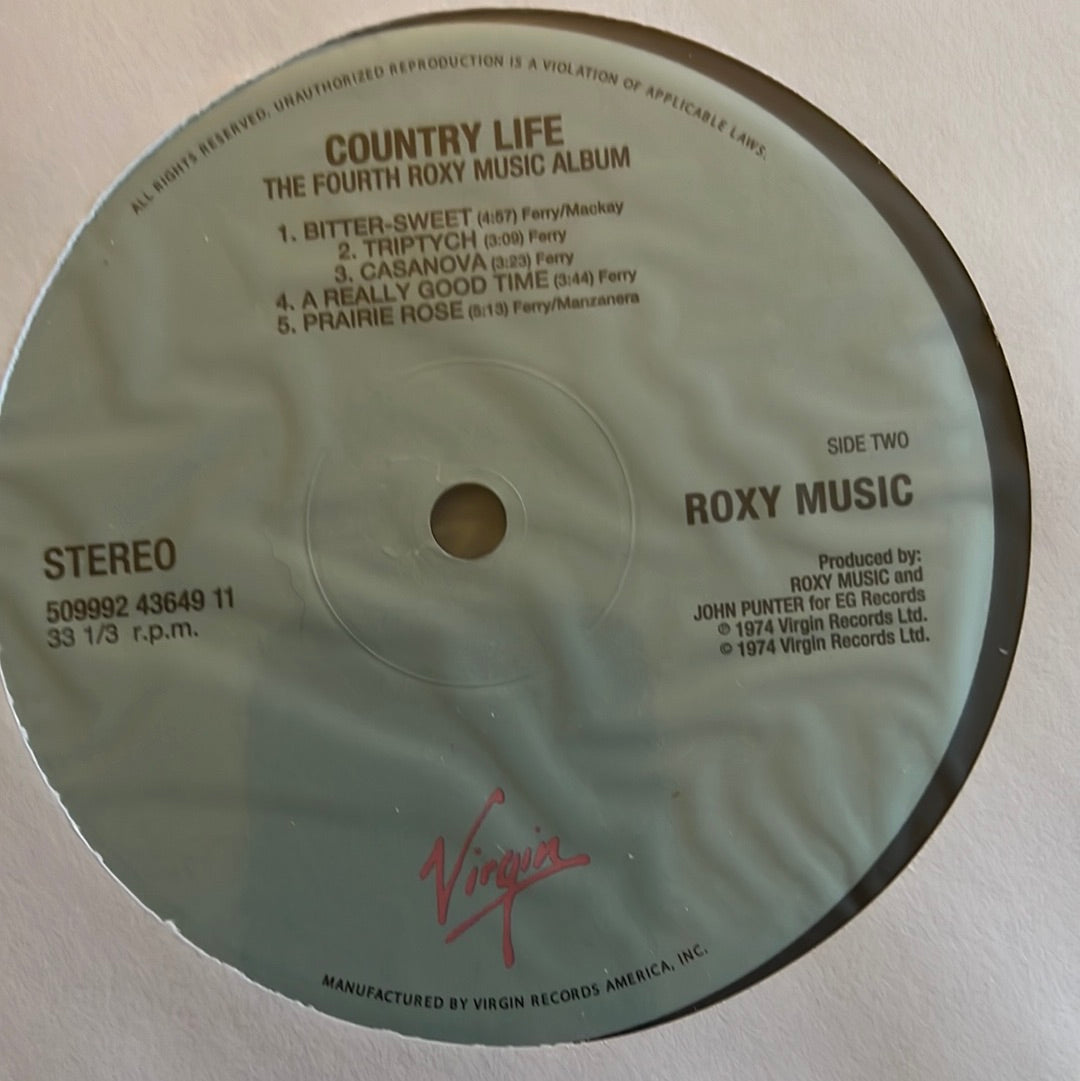 ALL RIGHTS RESERVED. UNAUTHORIZED REPRODUCTION IS A VIOLATION OF APPLICABLE LAWS.
COUNTRY LIFE
THE FOURTH ROXY MUSIC ALBUM
1. BITTER-SWEET (4:57) Ferry/Mackay
2. TRIPTYCH (3:09) Ferry
3. CASANOVA (3:23) Ferry
4. A REALLY GOOD TIME (3:44) Ferry
5. PRAIRIE ROSE (5:13) Ferry/Manzanera
SIDE TWO
ROXY MUSIC
STEREO
509992 43649 11
33 1/3 r.p.m.
Produced by:
ROXY MUSIC and
JOHN PUNTER for EG Records
℗ 1974 Virgin Records Ltd.
© 1974 Virgin Records Ltd.
Virgin
MANUFACTURED BY VIRGIN RECORDS AMERICA, INC.